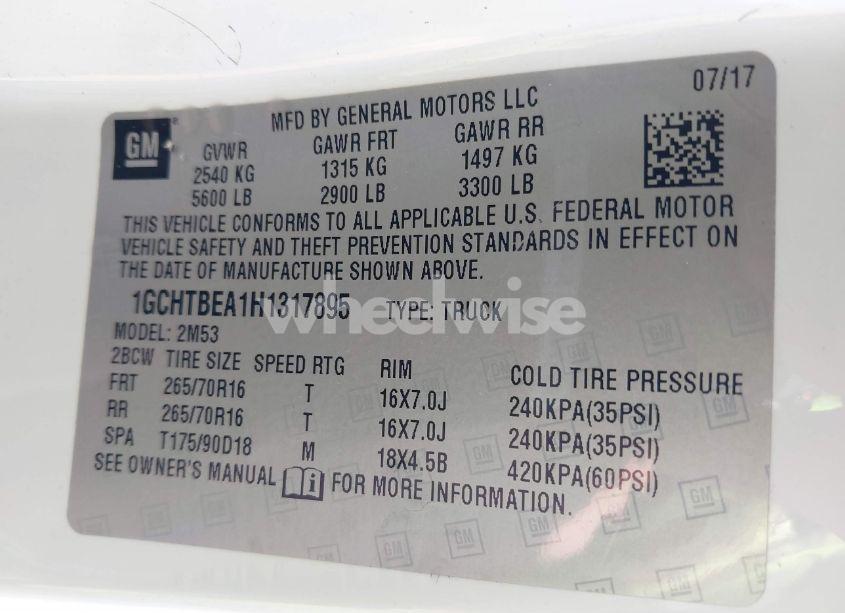 07/17
MFD BY GENERAL MOTORS LLC
GM
GVWR GAWR FRT GAWR RR
2540 KG 1315 KG 1497 KG
5600 LB 2900 LB 3300 LB
THIS VEHICLE CONFORMS TO ALL APPLICABLE U.S. FEDERAL MOTOR
VEHICLE SAFETY AND THEFT PREVENTION STANDARDS IN EFFECT ON
THE DATE OF MANUFACTURE SHOWN ABOVE.
1GCHTBEA1H1317895 TYPE: TRUCK
wheelwise
MODEL: 2M53
2BCW TIRE SIZE SPEED RTG RIM COLD TIRE PRESSURE
FRT 265/70R16 T 16X7.0J 240KPA(35PSI)
RR 265/70R16 T 16X7.0J 240KPA(35PSI)
SPA T175/90D18 M 18X4.5B 420KPA(60PSI)
SEE OWNER'S MANUAL i FOR MORE INFORMATION.